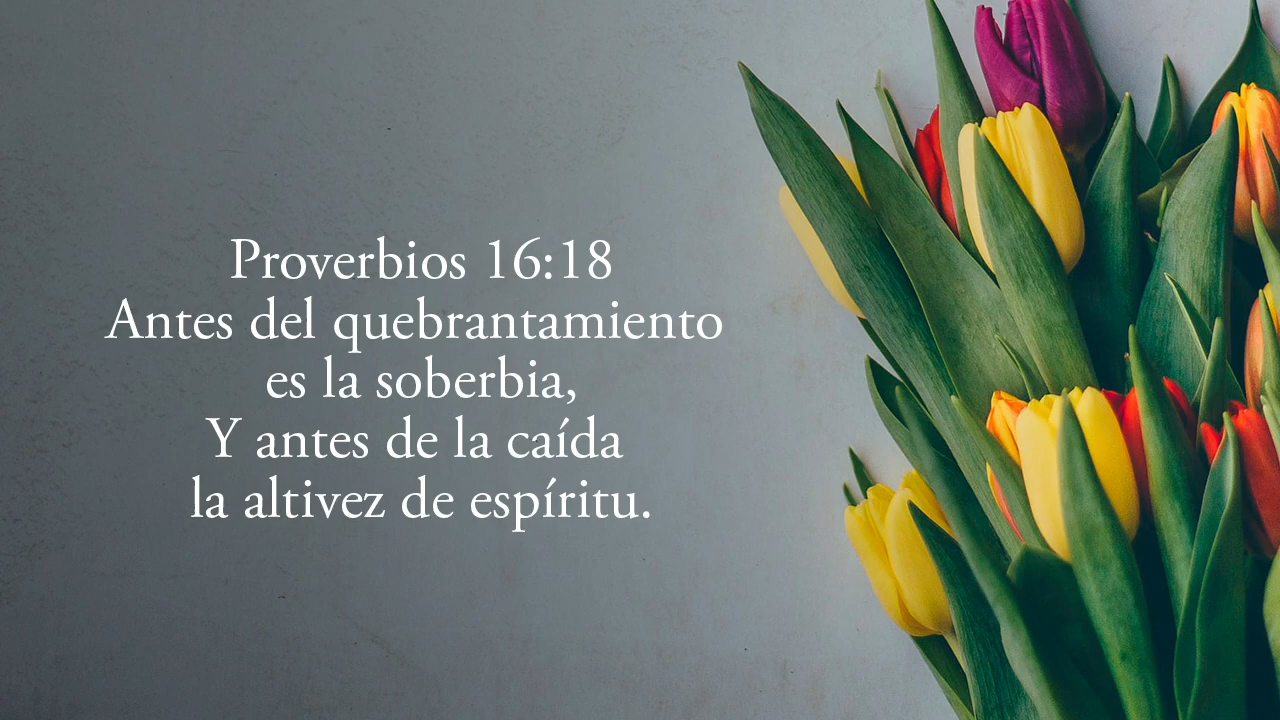 Proverbios 16:18
Antes del quebrantamiento
es la soberbia,
Y antes de la caída
la altivez de espíritu.